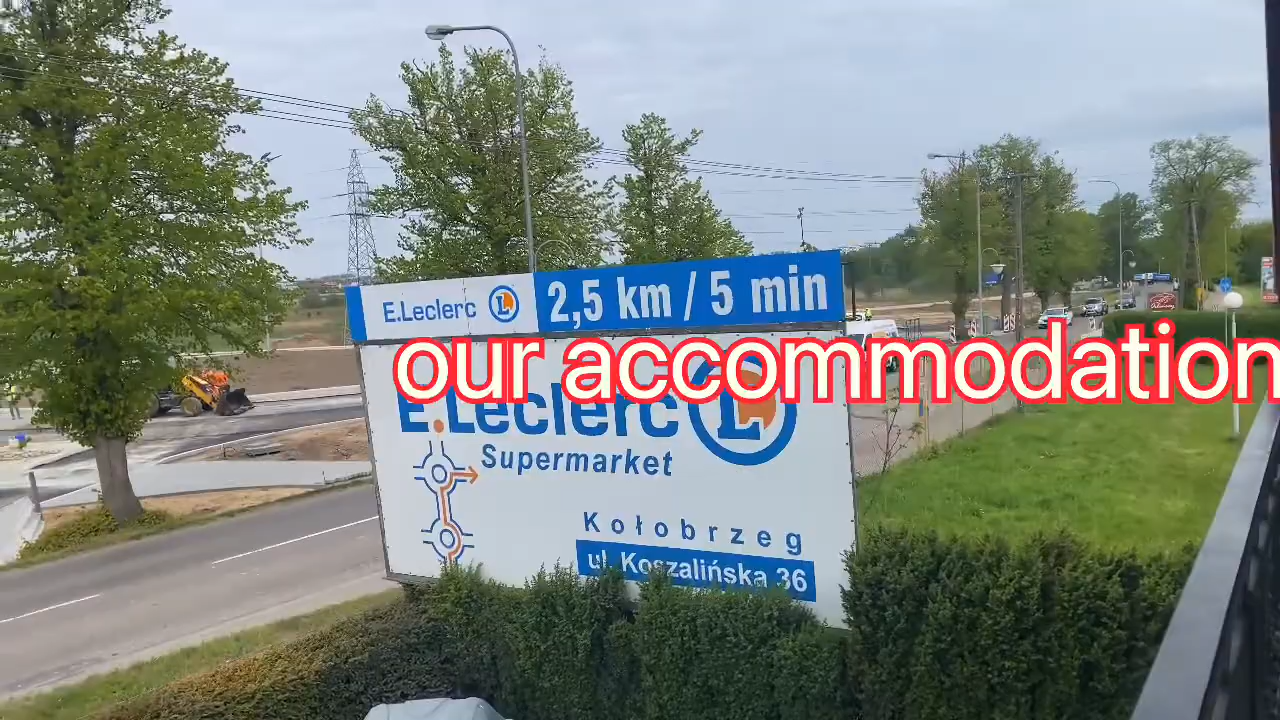 E.Leclerc L 2,5 km / 5 min
our accommodation
E.Leclerc L
Supermarket
Kołobrzeg
ul. Koszalińska 36